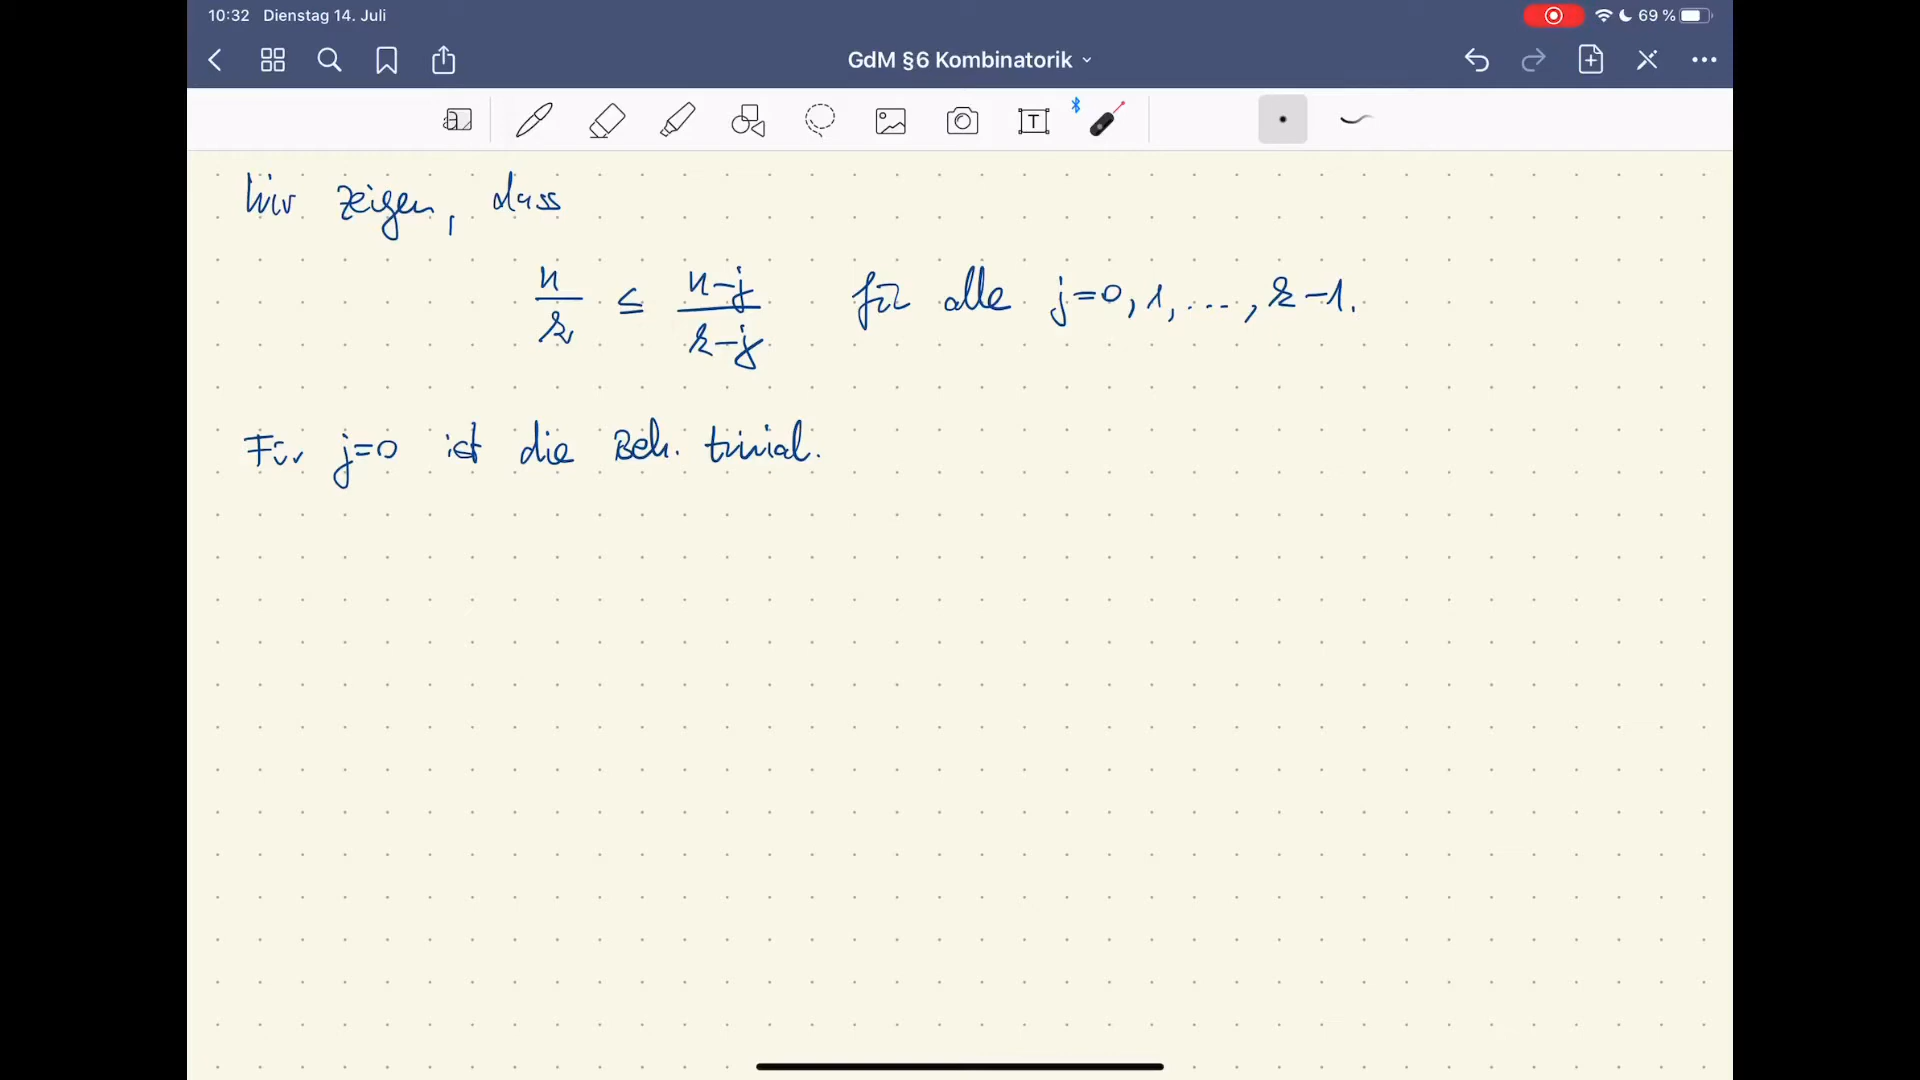 10:32 Dienstag 14. Juli 69 %
GdM §6 Kombinatorik
Wir zeigen, dass
n/k ≤ (n-j)/(k-j) für alle j=0, 1, ..., k-1.
Für j=0 ist die Beh. trivial.